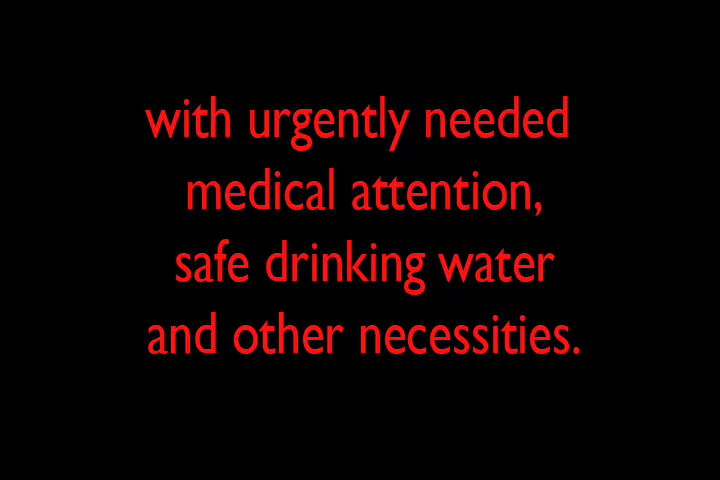 with urgently needed
medical attention,
safe drinking water
and other necessities.